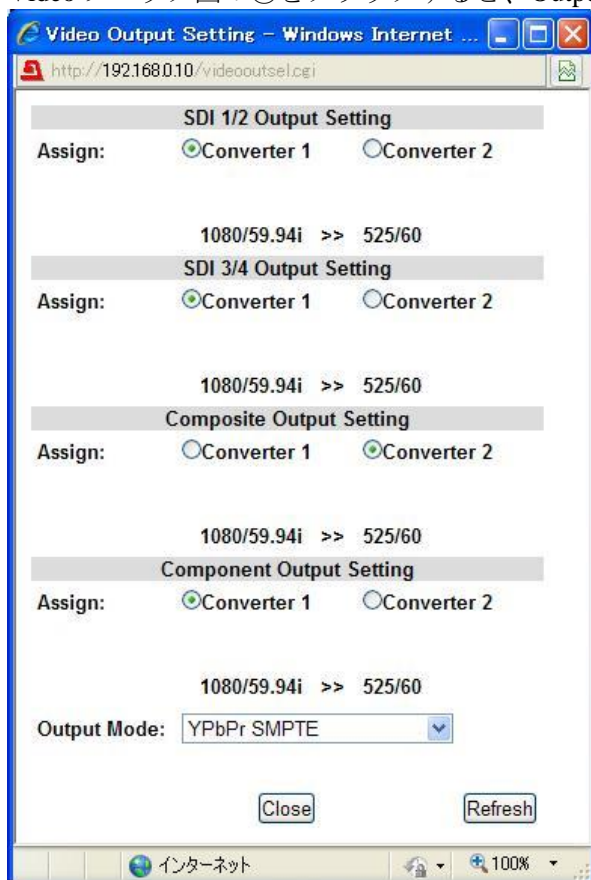 Video Output Setting - Windows Internet ...
http://192.168.0.10/videooutsel.cgi
SDI 1/2 Output Setting
Assign: Converter 1 Converter 2
1080/59.94i >> 525/60
SDI 3/4 Output Setting
Assign: Converter 1 Converter 2
1080/59.94i >> 525/60
Composite Output Setting
Assign: Converter 1 Converter 2
1080/59.94i >> 525/60
Component Output Setting
Assign: Converter 1 Converter 2
1080/59.94i >> 525/60
Output Mode: YPbPr SMPTE
Close Refresh
インターネット 100%